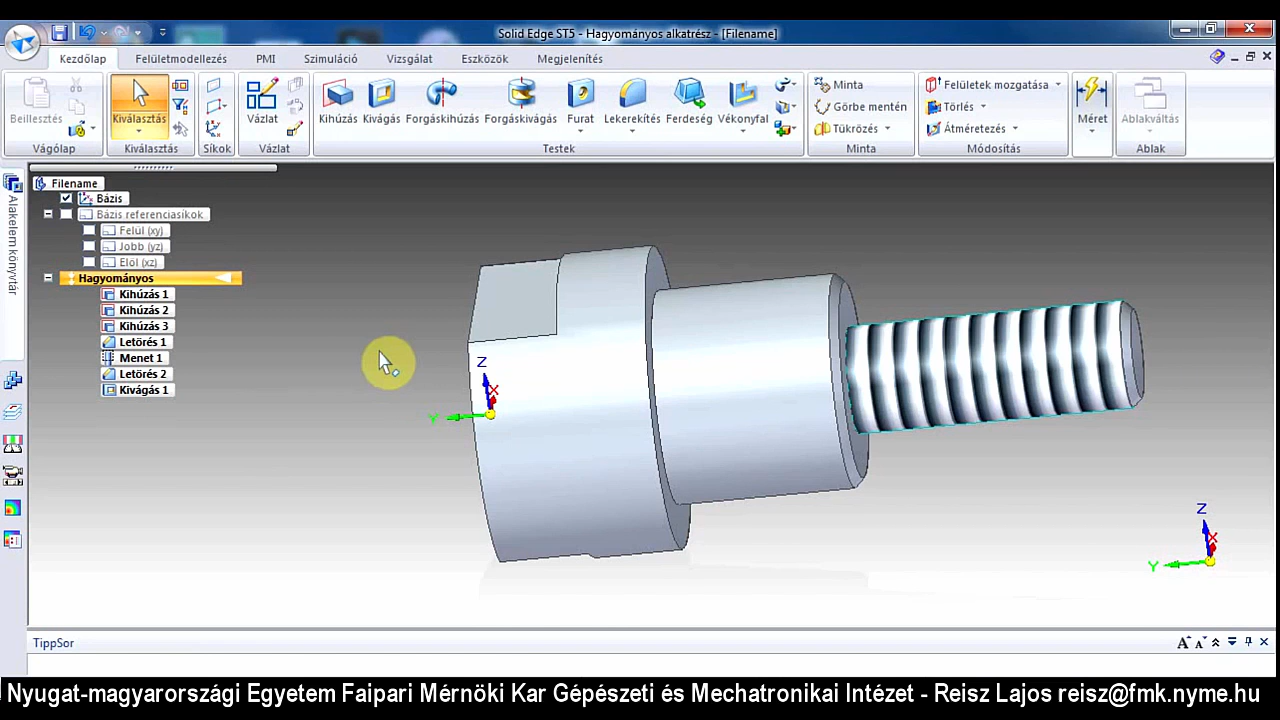 Solid Edge ST5 - Hagyományos alkatrész - [Filename]
Kezdőlap Felületmodellezés PMI Szimuláció Vizsgálat Eszközök Megjelenítés
Beillesztés
Vágólap
Kiválasztás
Kiválasztás
Síkok
Vázlat
Vázlat
Kihúzás Kivágás Forgáskihúzás Forgáskivágás Furat Lekerekítés Ferdeség Vékonyfal
Testek
Minta
Görbe mentén
Tükrözés
Minta
Felületek mozgatása
Törlés
Átméretezés
Módosítás
Méret
Ablakváltás
Ablak
Alakelem könyvtár
Filename
Bázis
Bázis referenciasíkok
Felül (xy)
Jobb (yz)
Elöl (xz)
Hagyományos
Kihúzás 1
Kihúzás 2
Kihúzás 3
Letörés 1
Menet 1
Letörés 2
Kivágás 1
Z
X
Y
Z
X
Y
TippSor
A A
Nyugat-magyarországi Egyetem Faipari Mérnöki Kar Gépészeti és Mechatronikai Intézet - Reisz Lajos reisz@fmk.nyme.hu